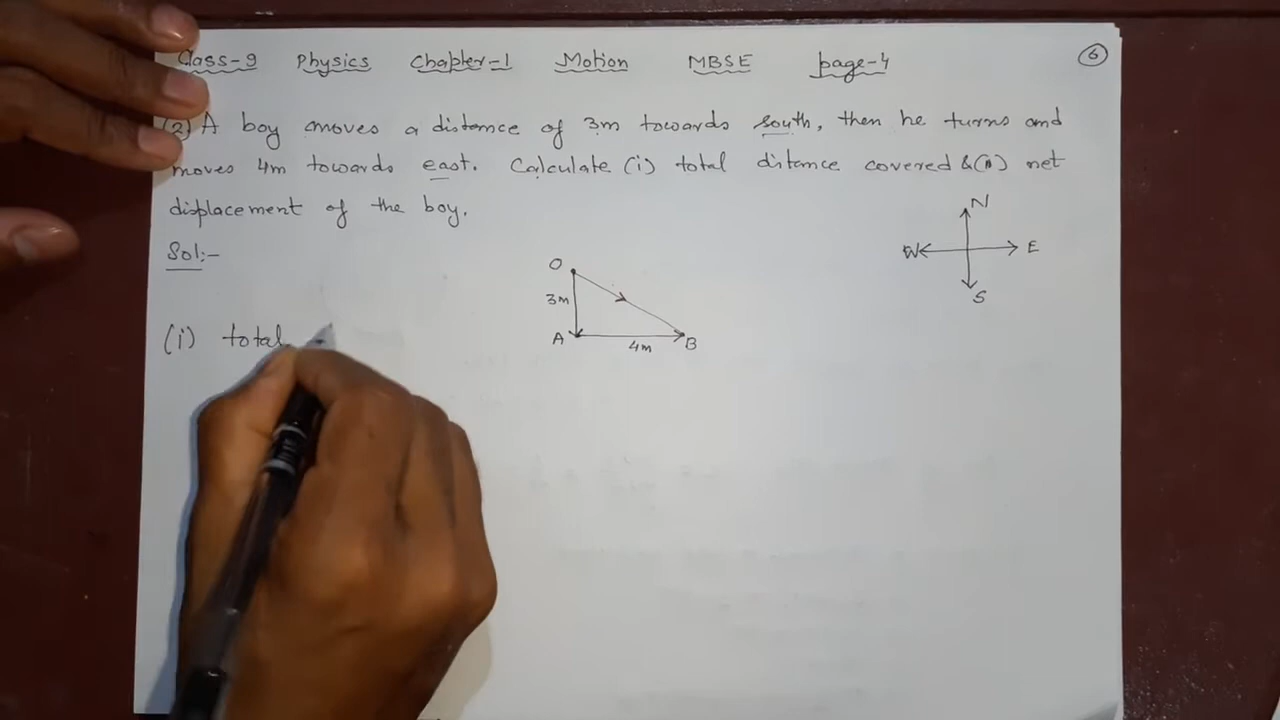 Class-9 Physics Chapter-1 Motion MBSE page-4 6
(2) A boy moves a distance of 3m towards south, then he turns and
moves 4m towards east. Calculate (i) total distance covered & (ii) net
displacement of the boy.
Sol:-
N
W E
S
O
3m
A B
4m
(i) total